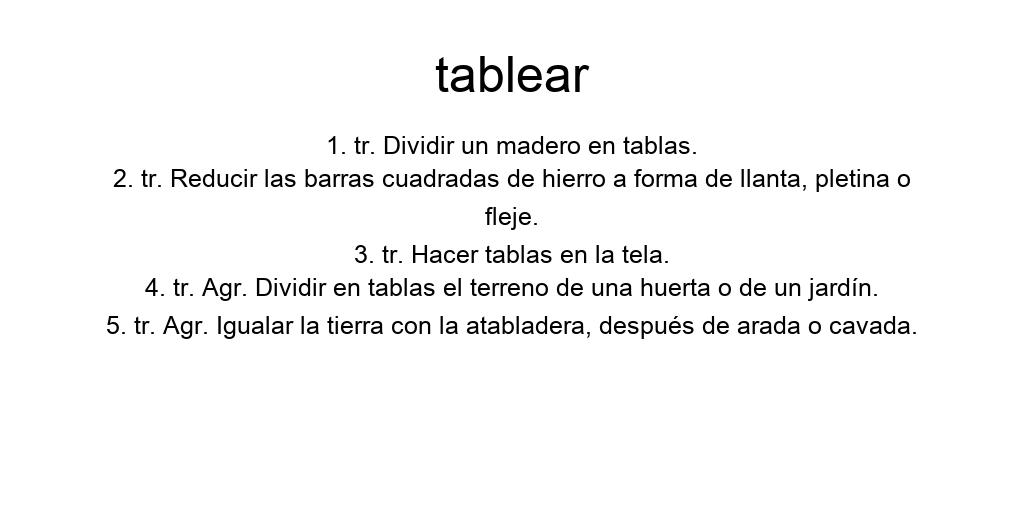 tablear
1. tr. Dividir un madero en tablas.
2. tr. Reducir las barras cuadradas de hierro a forma de llanta, pletina o
fleje.
3. tr. Hacer tablas en la tela.
4. tr. Agr. Dividir en tablas el terreno de una huerta o de un jardín.
5. tr. Agr. Igualar la tierra con la atabladera, después de arada o cavada.